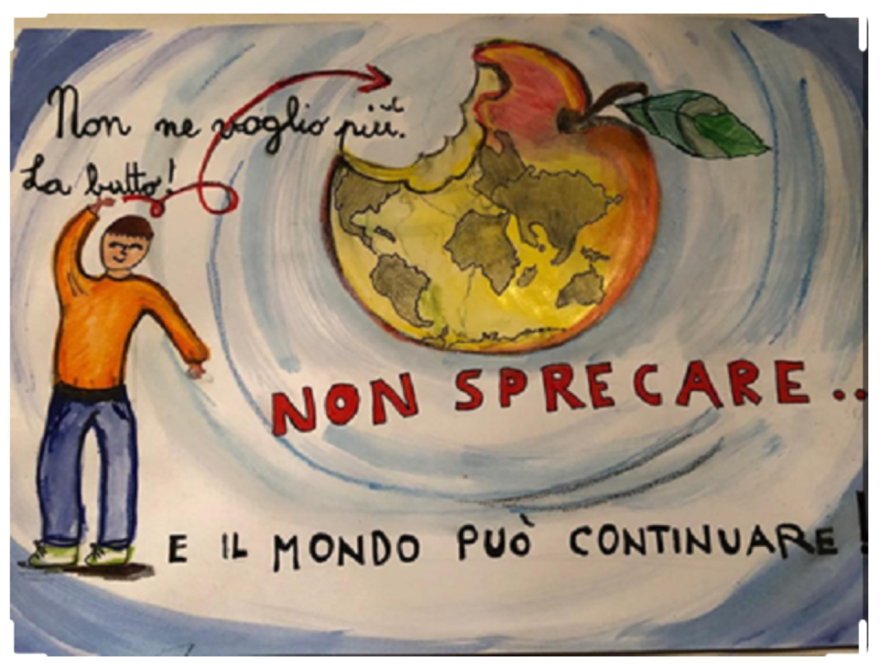 Non ne voglio più.
La butto!
NON SPRECARE..
E IL MONDO PUÒ CONTINUARE!